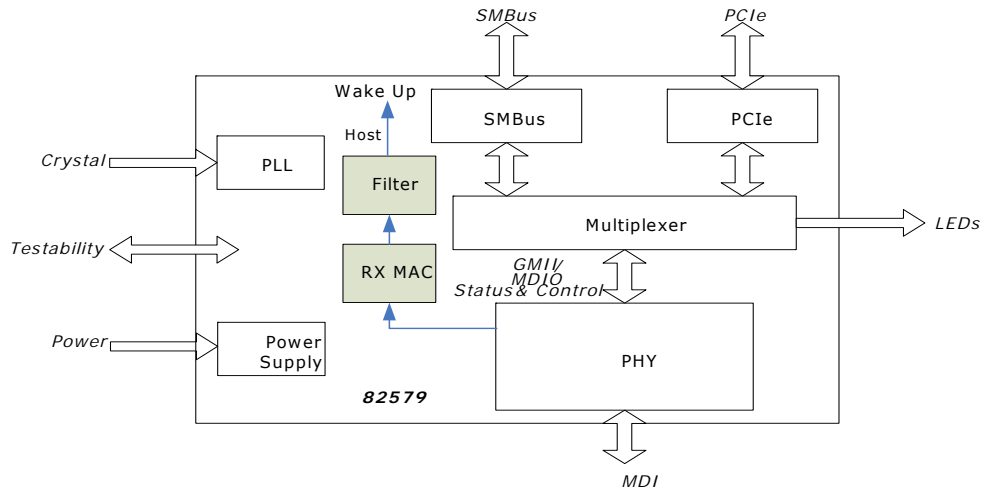 SMBus
PCIe
Wake Up
Host
SMBus
PCIe
Crystal
PLL
Filter
Multiplexer
LEDs
Testability
RX MAC
GMII/
MDIO
Status & Control
Power
Power
Supply
PHY
82579
MDI